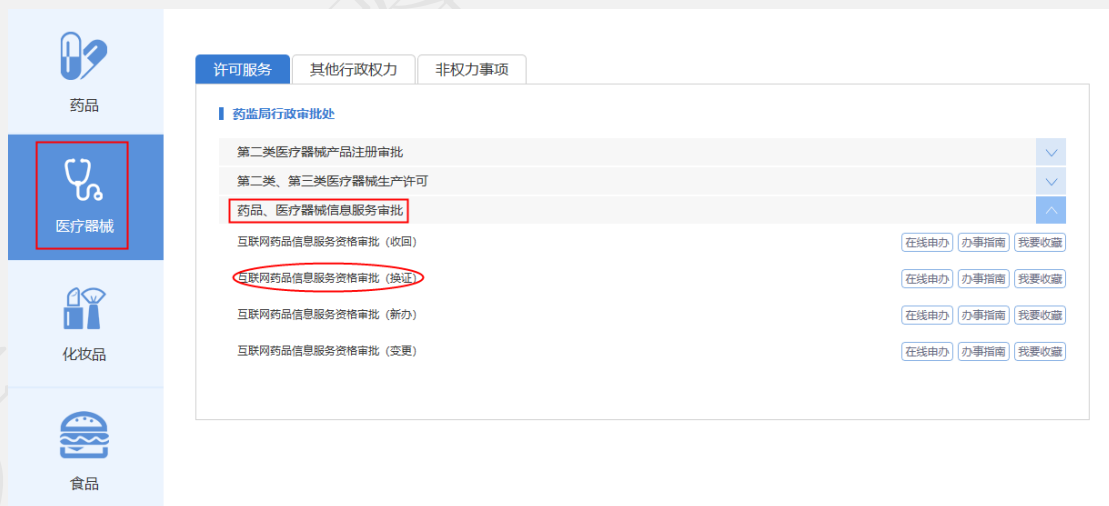 药品
医疗器械
化妆品
食品
许可服务 其他行政权力 非权力事项
药监局行政审批处
第二类医疗器械产品注册审批
第二类、第三类医疗器械生产许可
药品、医疗器械信息服务审批
互联网药品信息服务资格审批（收回） 在线申办 办事指南 我要收藏
互联网药品信息服务资格审批（换证） 在线申办 办事指南 我要收藏
互联网药品信息服务资格审批（新办） 在线申办 办事指南 我要收藏
互联网药品信息服务资格审批（变更） 在线申办 办事指南 我要收藏